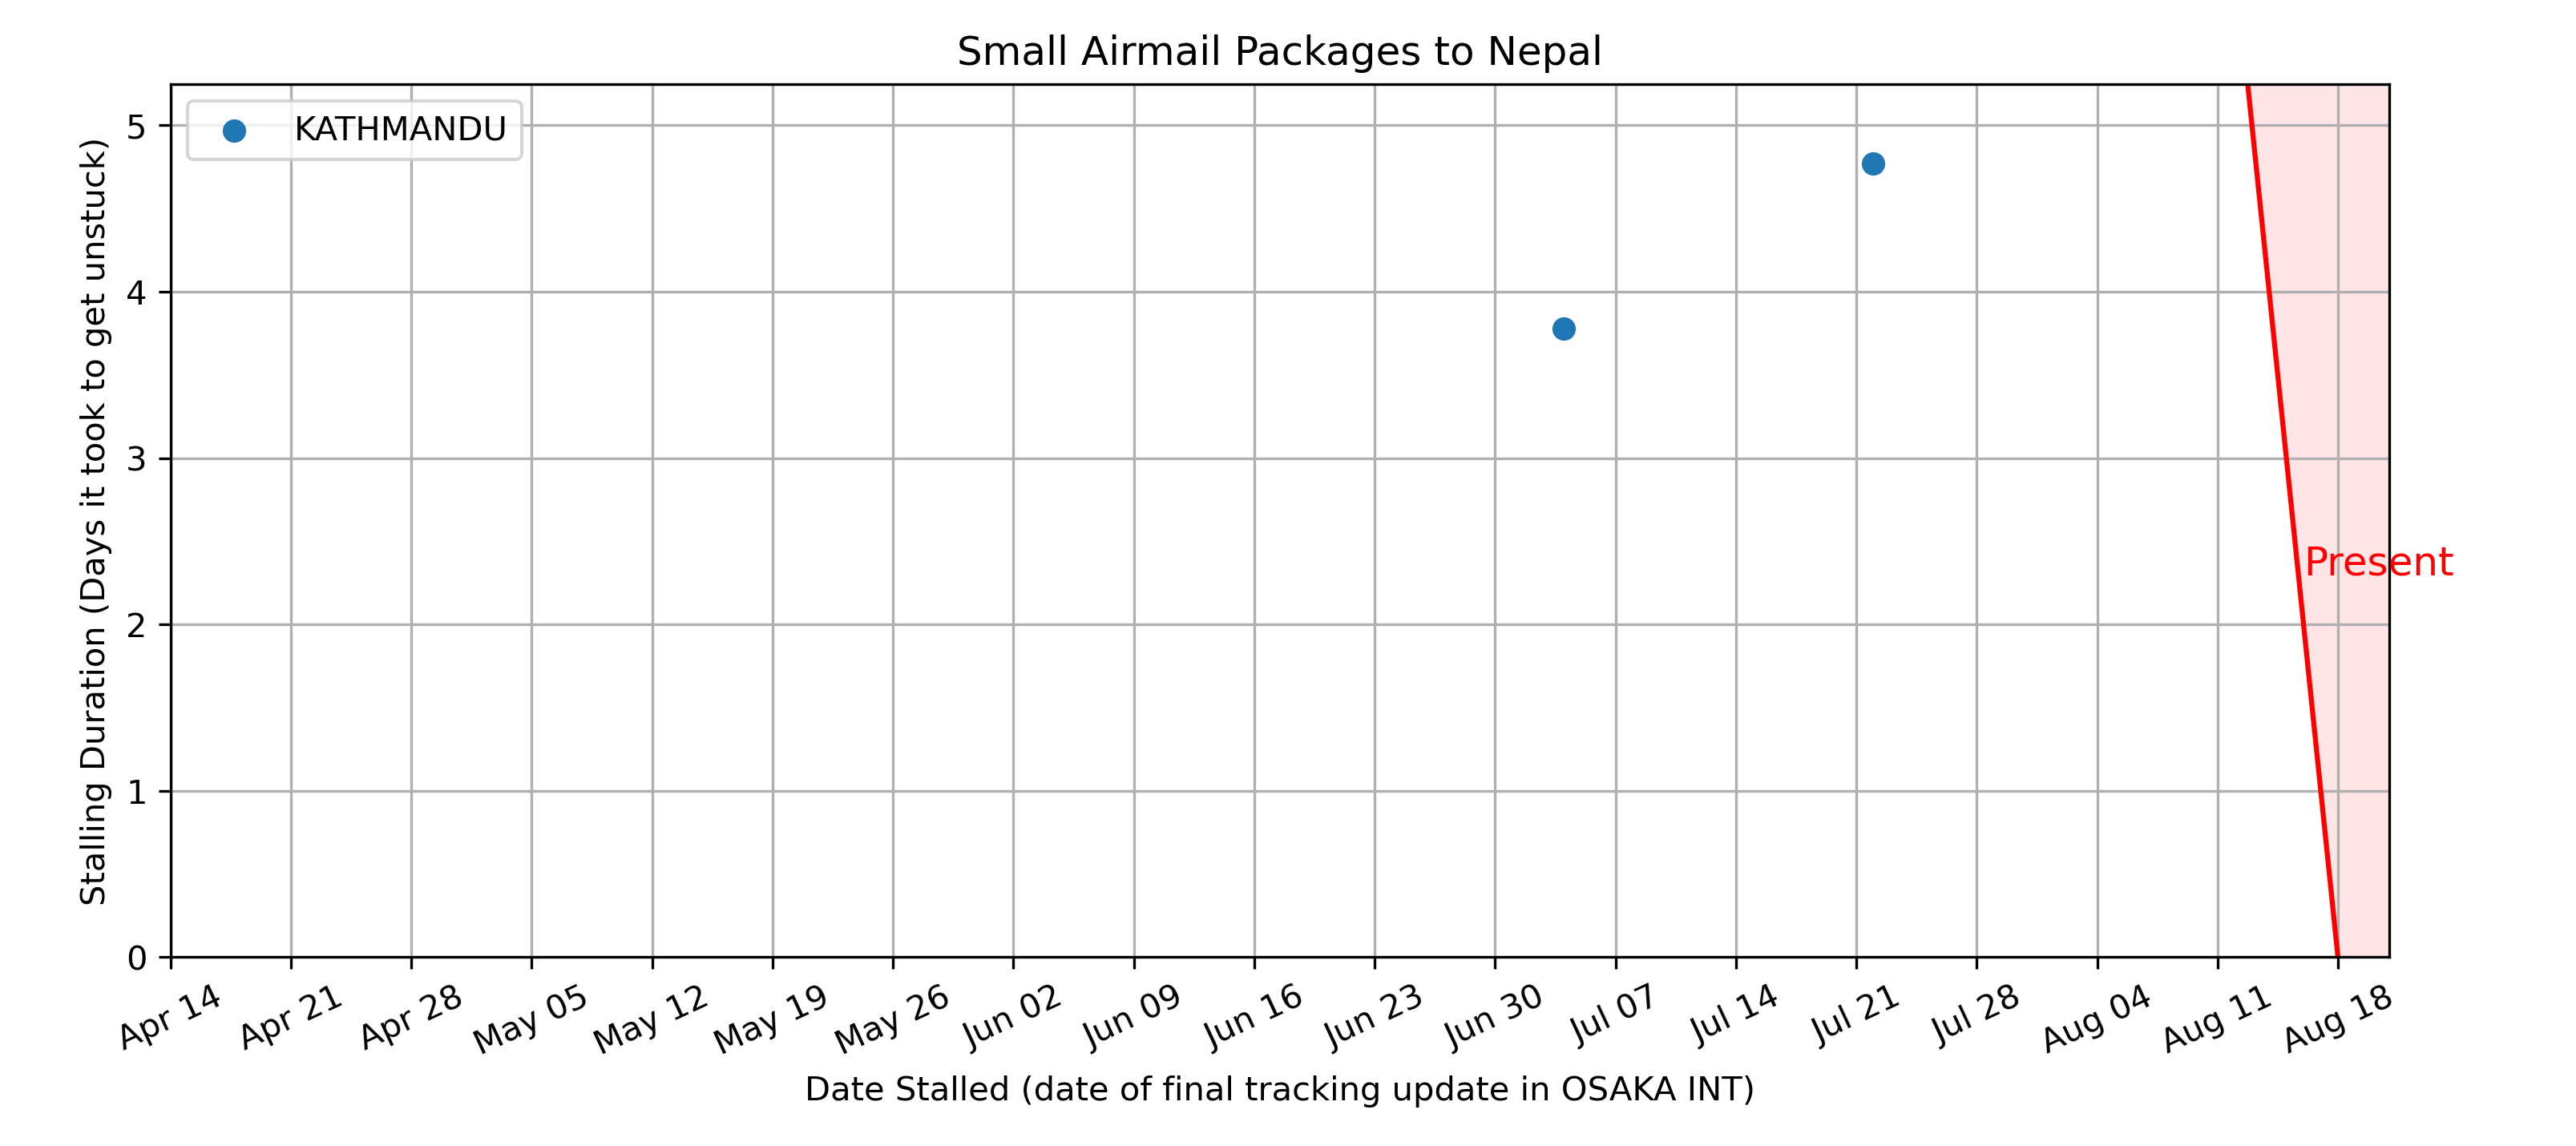 Small Airmail Packages to Nepal
KATHMANDU
Stalling Duration (Days it took to get unstuck)
5
4
3
2
1
0
Present
Apr 14
Apr 21
Apr 28
May 05
May 12
May 19
May 26
Jun 02
Jun 09
Jun 16
Jun 23
Jun 30
Jul 07
Jul 14
Jul 21
Jul 28
Aug 04
Aug 11
Aug 18
Date Stalled (date of final tracking update in OSAKA INT)